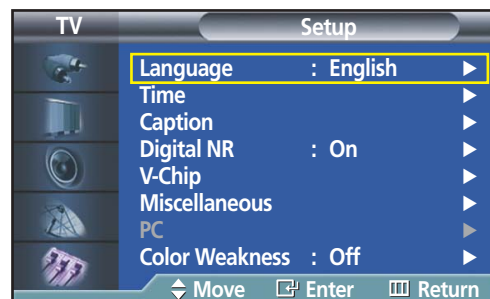 TV Setup
Language : English
Time
Caption
Digital NR : On
V-Chip
Miscellaneous
PC
Color Weakness : Off
Move Enter Return